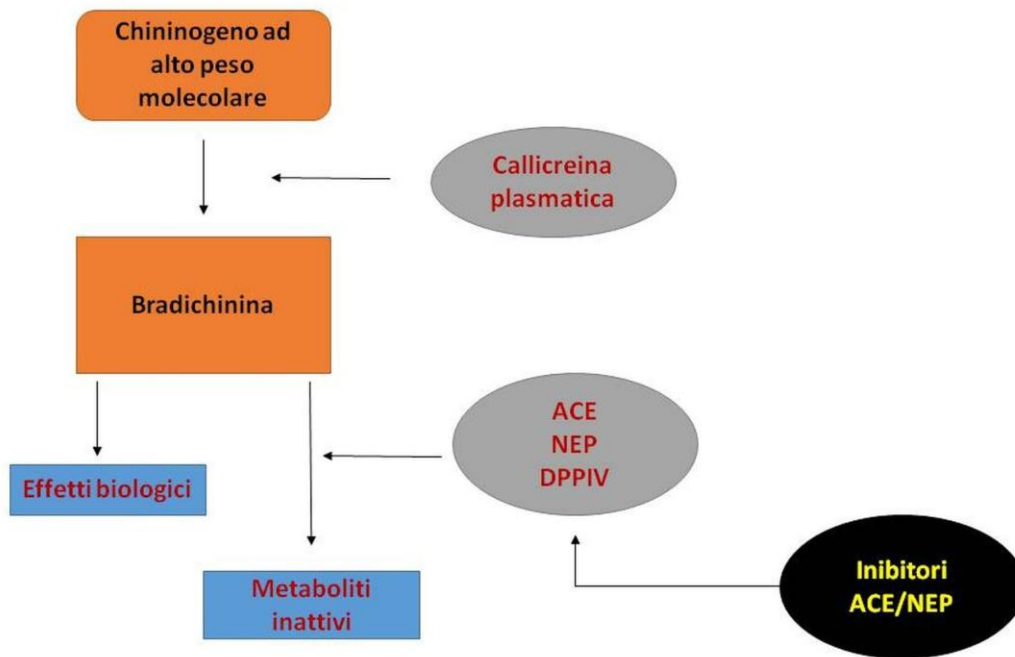 Chininogeno ad
alto peso
molecolare
Callicreina
plasmatica
Bradichinina
ACE
NEP
DPPIV
Effetti biologici
Metaboliti
inattivi
Inibitori
ACE/NEP